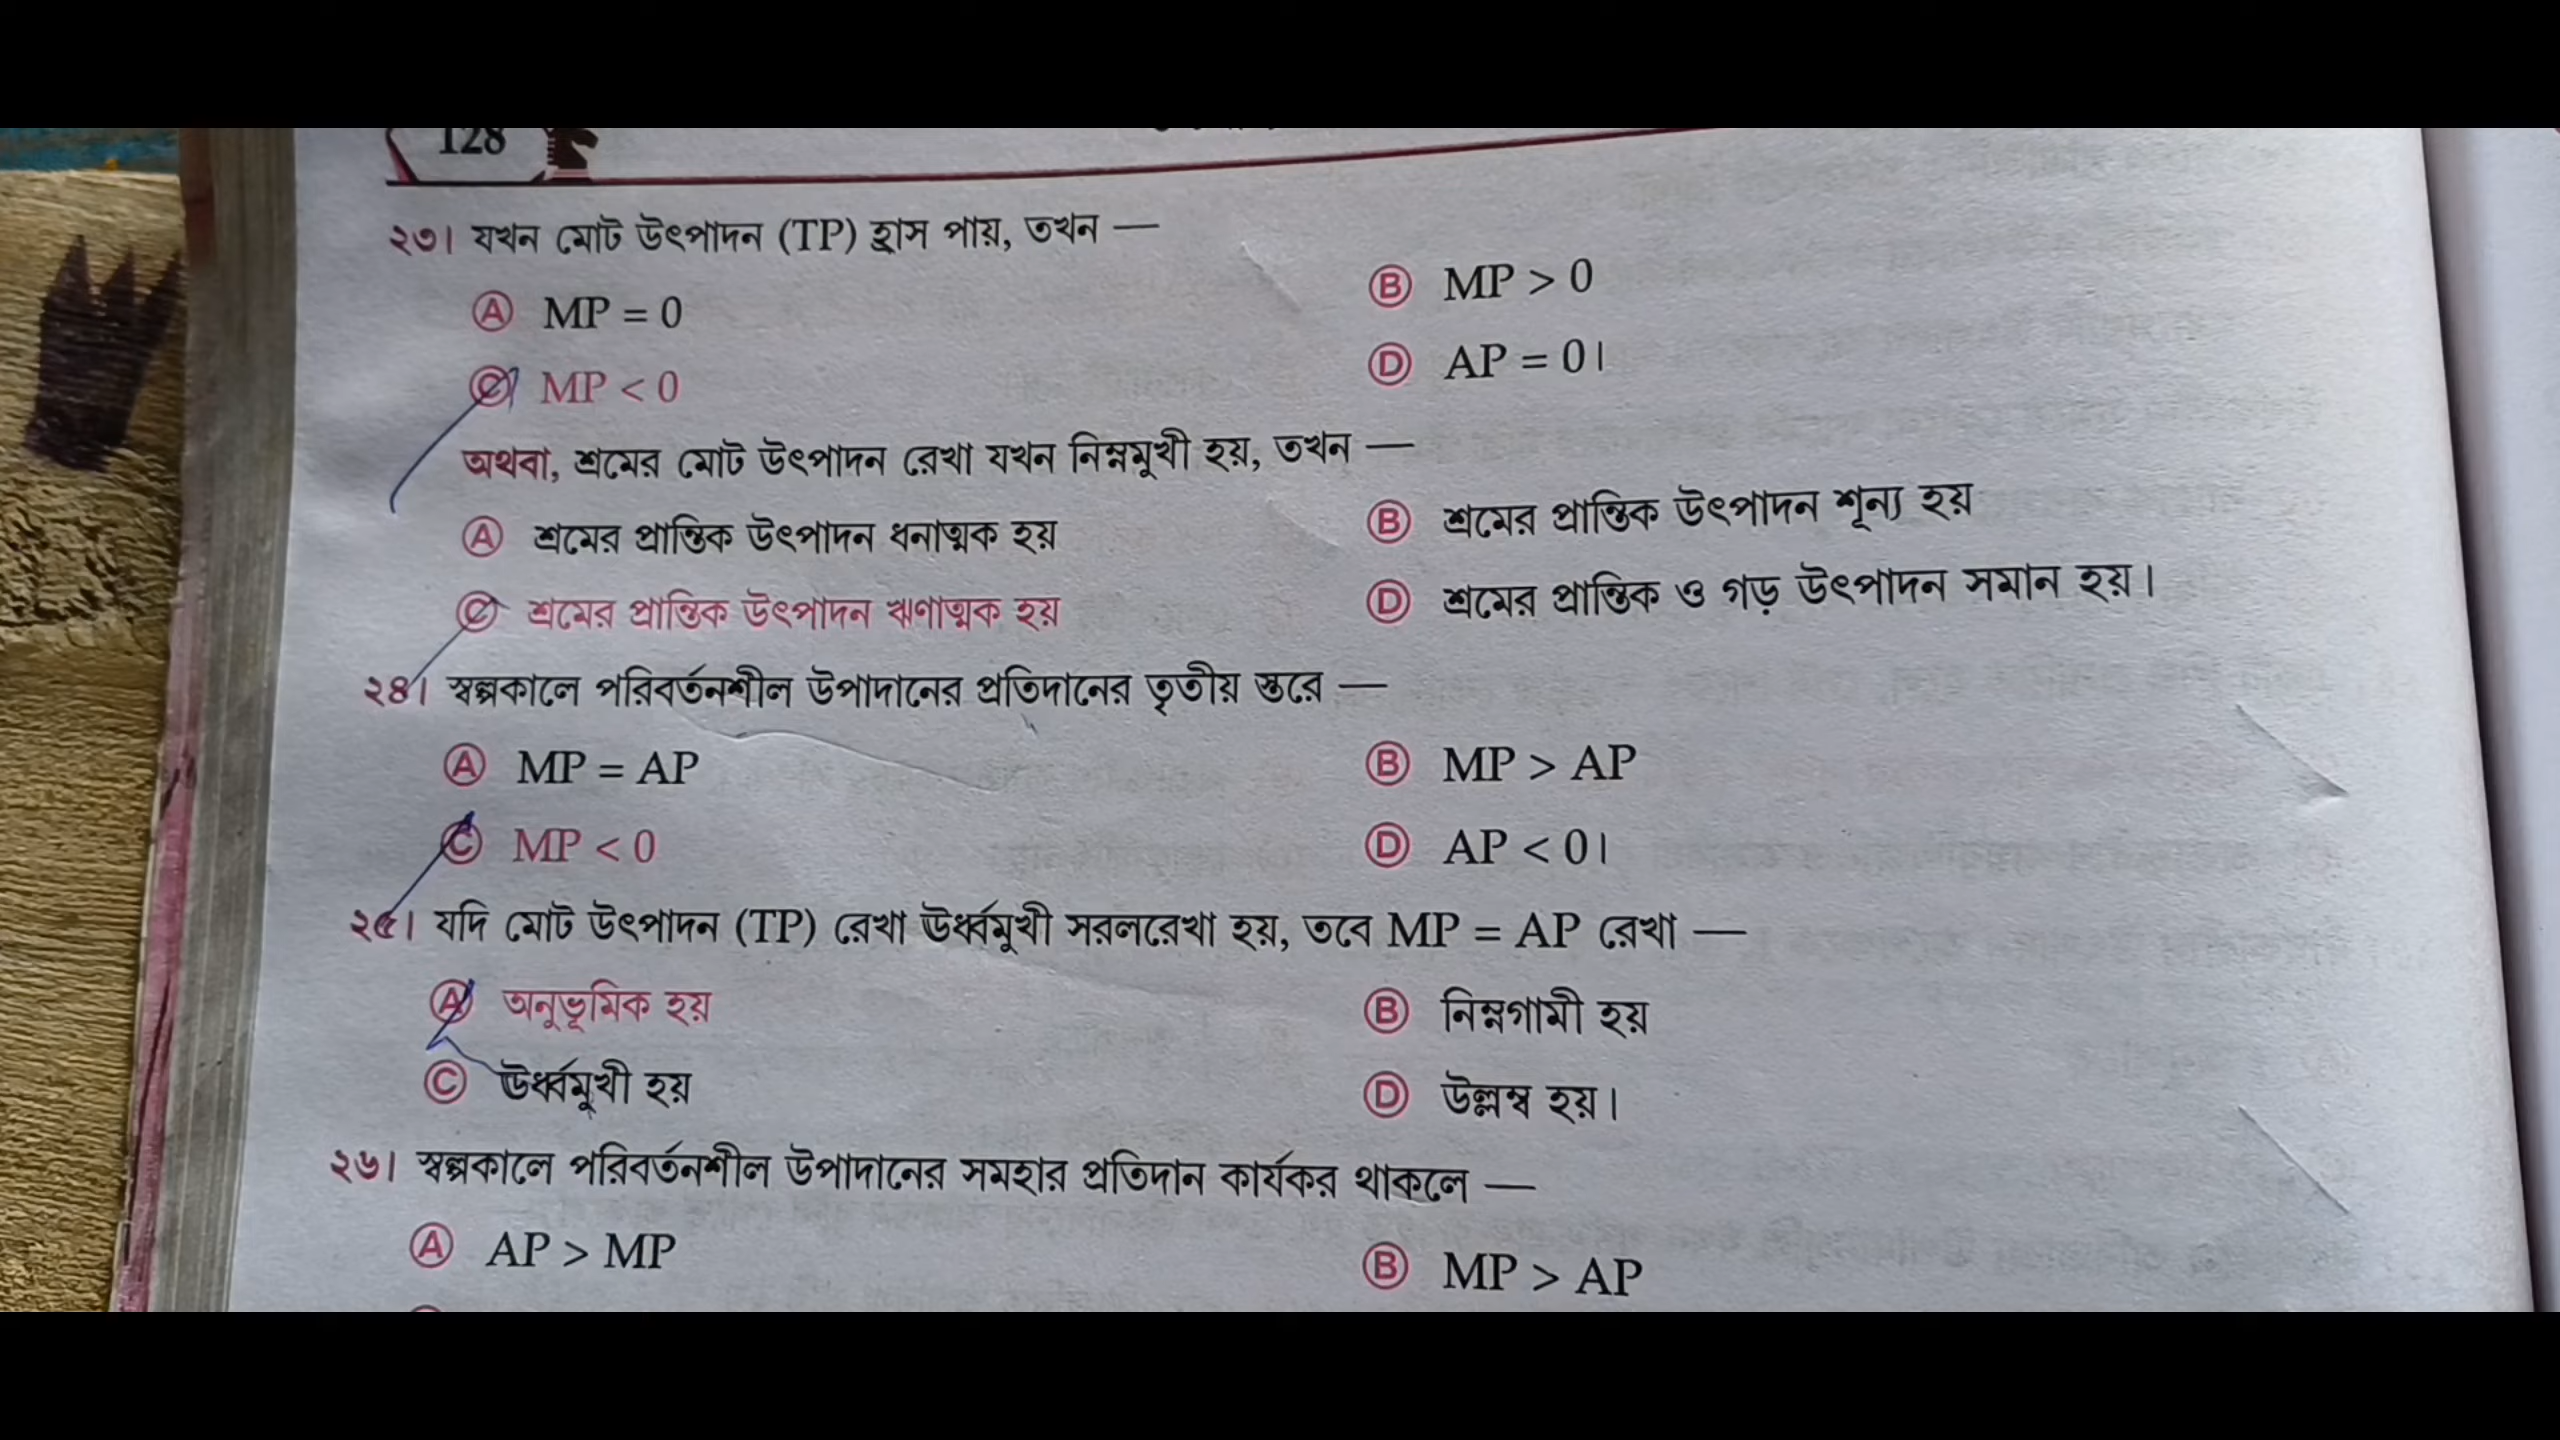 128
২৩। যখন মোট উৎপাদন (TP) হ্রাস পায়, তখন —
Ⓐ MP = 0 Ⓑ MP > 0
Ⓒ MP < 0 Ⓓ AP = 0।
অথবা, শ্রমের মোট উৎপাদন রেখা যখন নিম্নমুখী হয়, তখন —
Ⓐ শ্রমের প্রান্তিক উৎপাদন ধনাত্মক হয় Ⓑ শ্রমের প্রান্তিক উৎপাদন শূন্য হয়
Ⓒ শ্রমের প্রান্তিক উৎপাদন ঋণাত্মক হয় Ⓓ শ্রমের প্রান্তিক ও গড় উৎপাদন সমান হয়।
২৪। স্বল্পকালে পরিবর্তনশীল উপাদানের প্রতিদানের তৃতীয় স্তরে —
Ⓐ MP = AP Ⓑ MP > AP
Ⓒ MP < 0 Ⓓ AP < 0।
২৫। যদি মোট উৎপাদন (TP) রেখা ঊর্ধ্বমুখী সরলরেখা হয়, তবে MP = AP রেখা —
Ⓐ অনুভূমিক হয় Ⓑ নিম্নগামী হয়
Ⓒ ঊর্ধ্বমুখী হয় Ⓓ উল্লম্ব হয়।
২৬। স্বল্পকালে পরিবর্তনশীল উপাদানের সমহার প্রতিদান কার্যকর থাকলে —
Ⓐ AP > MP Ⓑ MP > AP